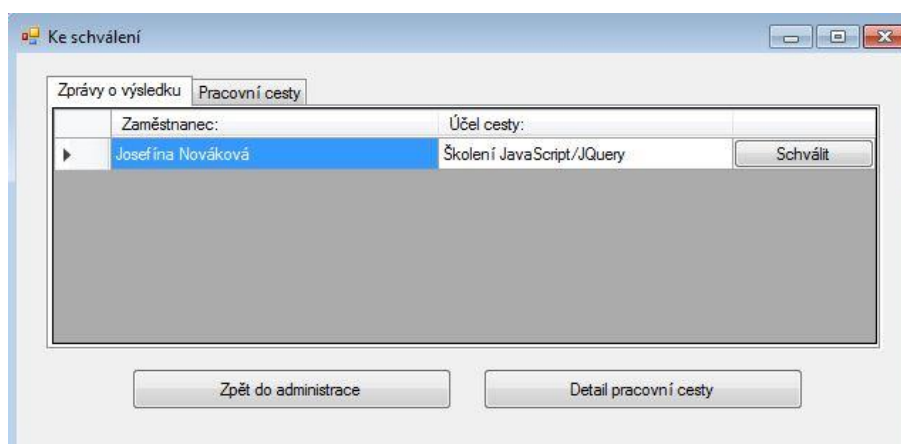 Ke schválení
Zprávy o výsledku Pracovní cesty
Zaměstnanec: Účel cesty:
Josefína Nováková Školení JavaScript/JQuery Schválit
Zpět do administrace Detail pracovní cesty